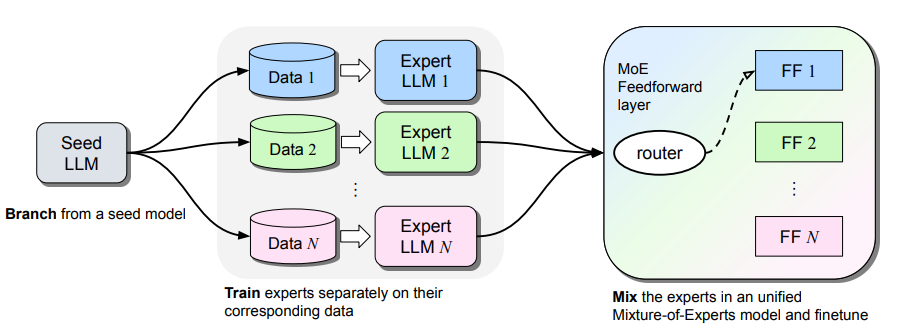 Seed
LLM
Branch from a seed model
Data 1
Expert
LLM 1
Data 2
Expert
LLM 2
⋮
Data N
Expert
LLM N
Train experts separately on their
corresponding data
MoE
Feedforward
layer
router
FF 1
FF 2
⋮
FF N
Mix the experts in an unified
Mixture-of-Experts model and finetune